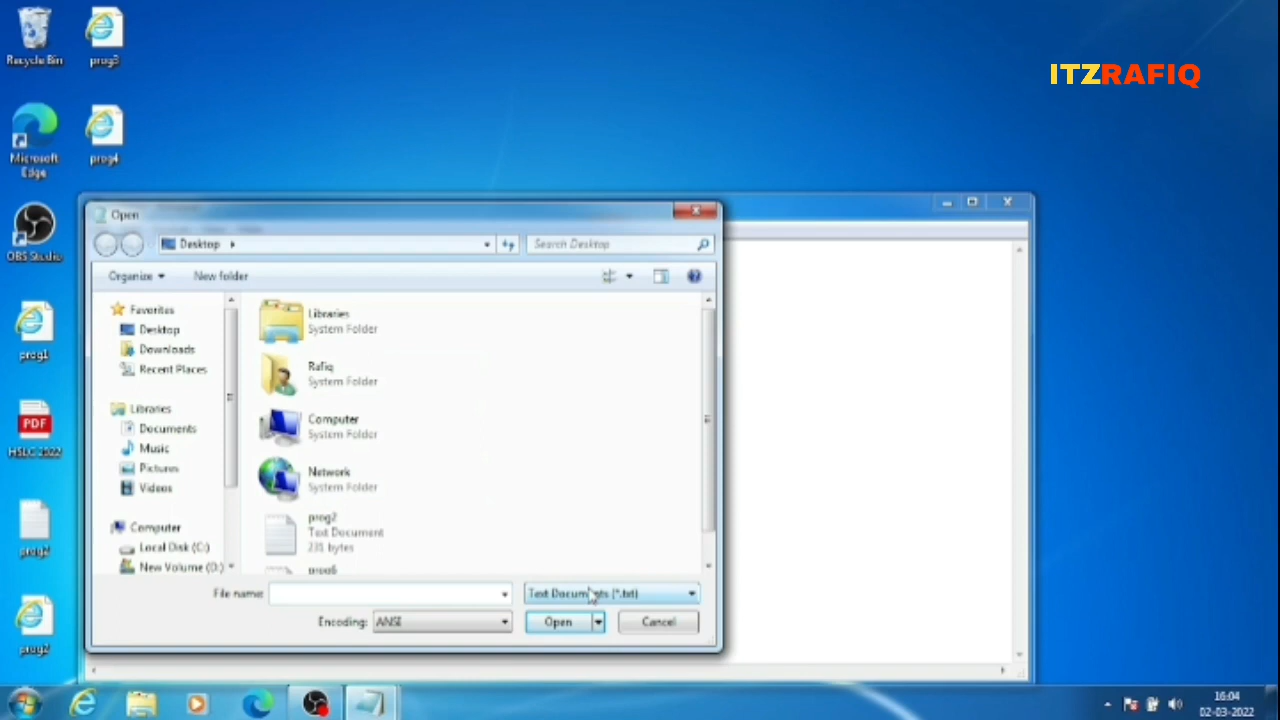 Recycle Bin
prog3
ITZRAFIQ
Microsoft
Edge
prog4
OBS Studio
prog1
PDF
HSLC 2022
prog2
prog2
Open
Desktop
Search Desktop
Organize
New folder
Favorites
Desktop
Downloads
Recent Places
Libraries
Documents
Music
Pictures
Videos
Computer
Local Disk (C:)
New Volume (D:)
Libraries
System Folder
Rafiq
System Folder
Computer
System Folder
Network
System Folder
prog2
Text Document
231 bytes
prog6
File name:
Text Documents (*.txt)
Encoding:
ANSI
Open
Cancel
16:04
02-03-2022